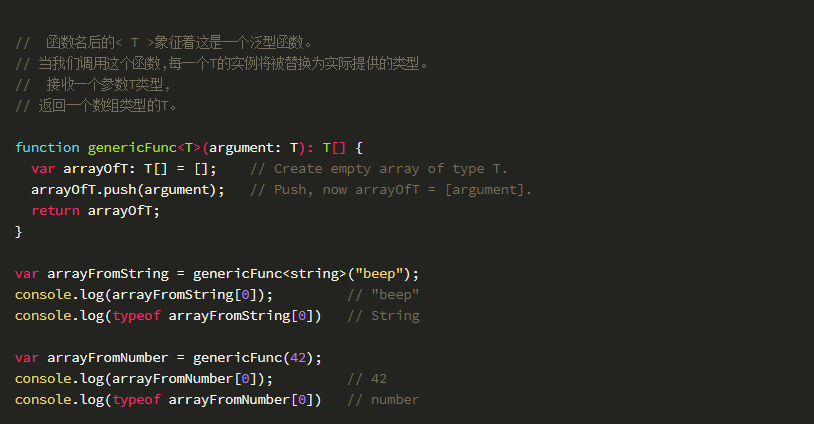 //  函数名后的< T >象征着这是一个泛型函数。
// 当我们调用这个函数,每一个T的实例将被替换为实际提供的类型。
//  接收一个参数T类型,
// 返回一个数组类型的T。
function genericFunc<T>(argument: T): T[] {
  var arrayOfT: T[] = [];    // Create empty array of type T.
  arrayOfT.push(argument);   // Push, now arrayOfT = [argument].
  return arrayOfT;
}
var arrayFromString = genericFunc<string>("beep");
console.log(arrayFromString[0]);         // "beep"
console.log(typeof arrayFromString[0])   // String
var arrayFromNumber = genericFunc(42);
console.log(arrayFromNumber[0]);         // 42
console.log(typeof arrayFromNumber[0])   // number